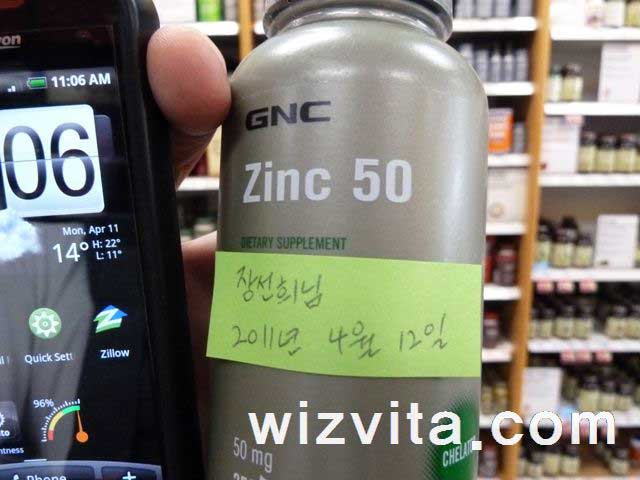 11:06 AM
06
Mon, Apr 11
14° H: 22°
L: 11°
Quick Sett
Zillow
96%
Phone
GNC
Zinc 50
DIETARY SUPPLEMENT
장선희님
2011년 4월 12일
50 mg
wizvita.com